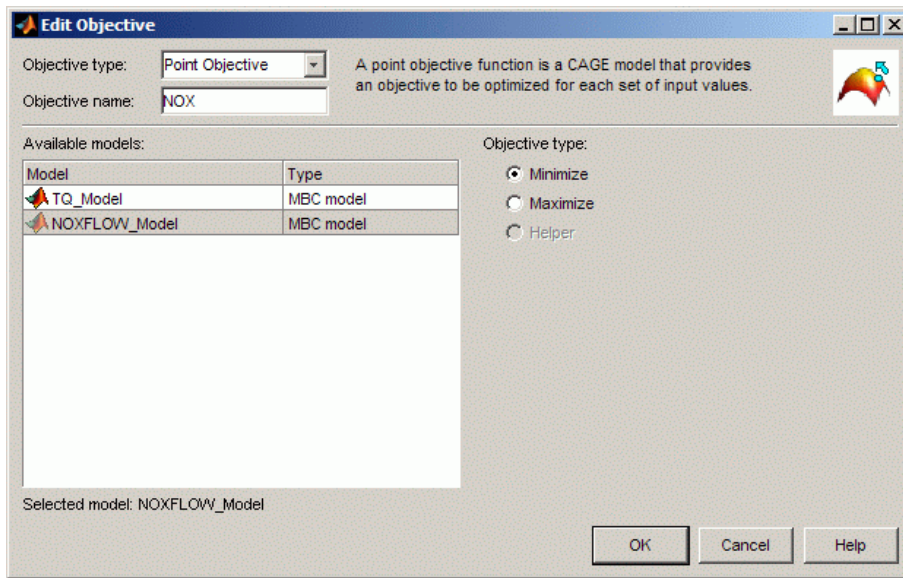 Edit Objective
Objective type: Point Objective
Objective name: NOX
A point objective function is a CAGE model that provides
an objective to be optimized for each set of input values.
Available models:
Model Type
TQ_Model MBC model
NOXFLOW_Model MBC model
Selected model: NOXFLOW_Model
Objective type:
Minimize
Maximize
Helper
OK Cancel Help